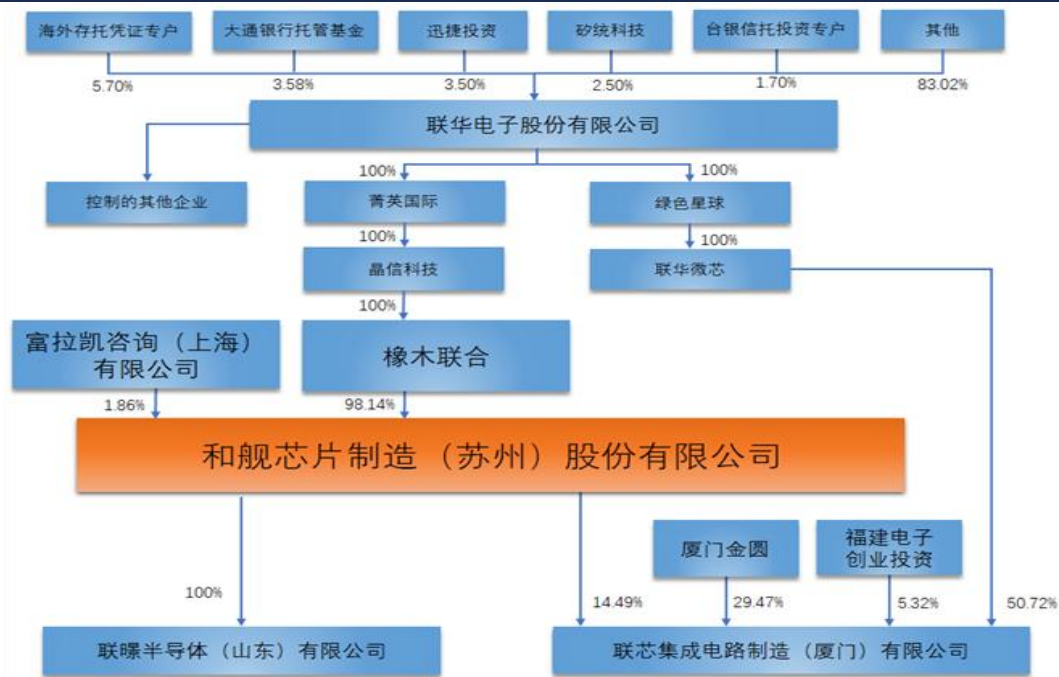 海外存托凭证专户
大通银行托管基金
迅捷投资
矽统科技
台银信托投资专户
其他
5.70%
3.58%
3.50%
2.50%
1.70%
83.02%
联华电子股份有限公司
100%
100%
控制的其他企业
菁英国际
绿色星球
100%
100%
晶信科技
联华微芯
100%
富拉凯咨询（上海）
有限公司
橡木联合
1.86%
98.14%
和舰芯片制造（苏州）股份有限公司
厦门金圆
福建电子
创业投资
100%
14.49%
29.47%
5.32%
50.72%
联暻半导体（山东）有限公司
联芯集成电路制造（厦门）有限公司